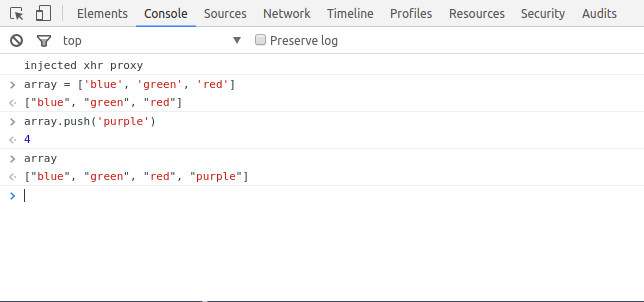 Elements Console Sources Network Timeline Profiles Resources Security Audits
top Preserve log
injected xhr proxy
> array = ['blue', 'green', 'red']
<· ["blue", "green", "red"]
> array.push('purple')
<· 4
> array
<· ["blue", "green", "red", "purple"]
>